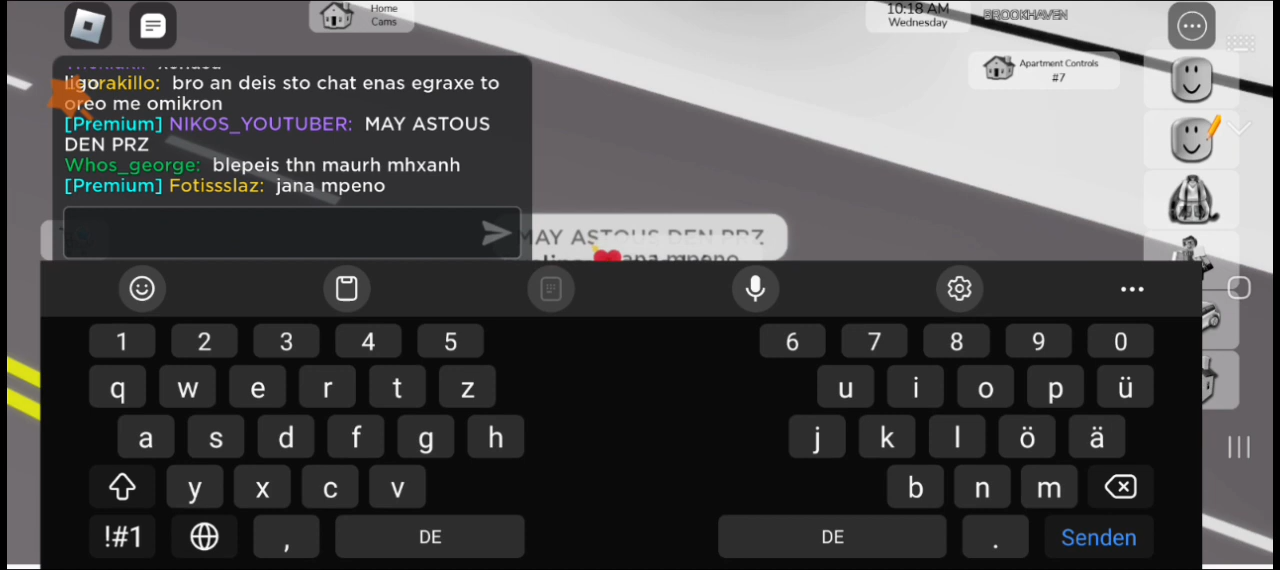 Home
Cams
10:18 AM
Wednesday
BROOKHAVEN
Apartment Controls
#7
ligorakillo: bro an deis sto chat enas egraxe to
oreo me omikron
[Premium] NIKOS_YOUTUBER: MAY ASTOUS
DEN PRZ
Whos_george: blepeis thn maurh mhxanh
[Premium] Fotissslaz: jana mpeno
MAY ASTOUS DEN PRZ
jana mpeno
1 2 3 4 5 6 7 8 9 0
q w e r t z u i o p ü
a s d f g h j k l ö ä
y x c v b n m
!#1 , DE DE . Senden